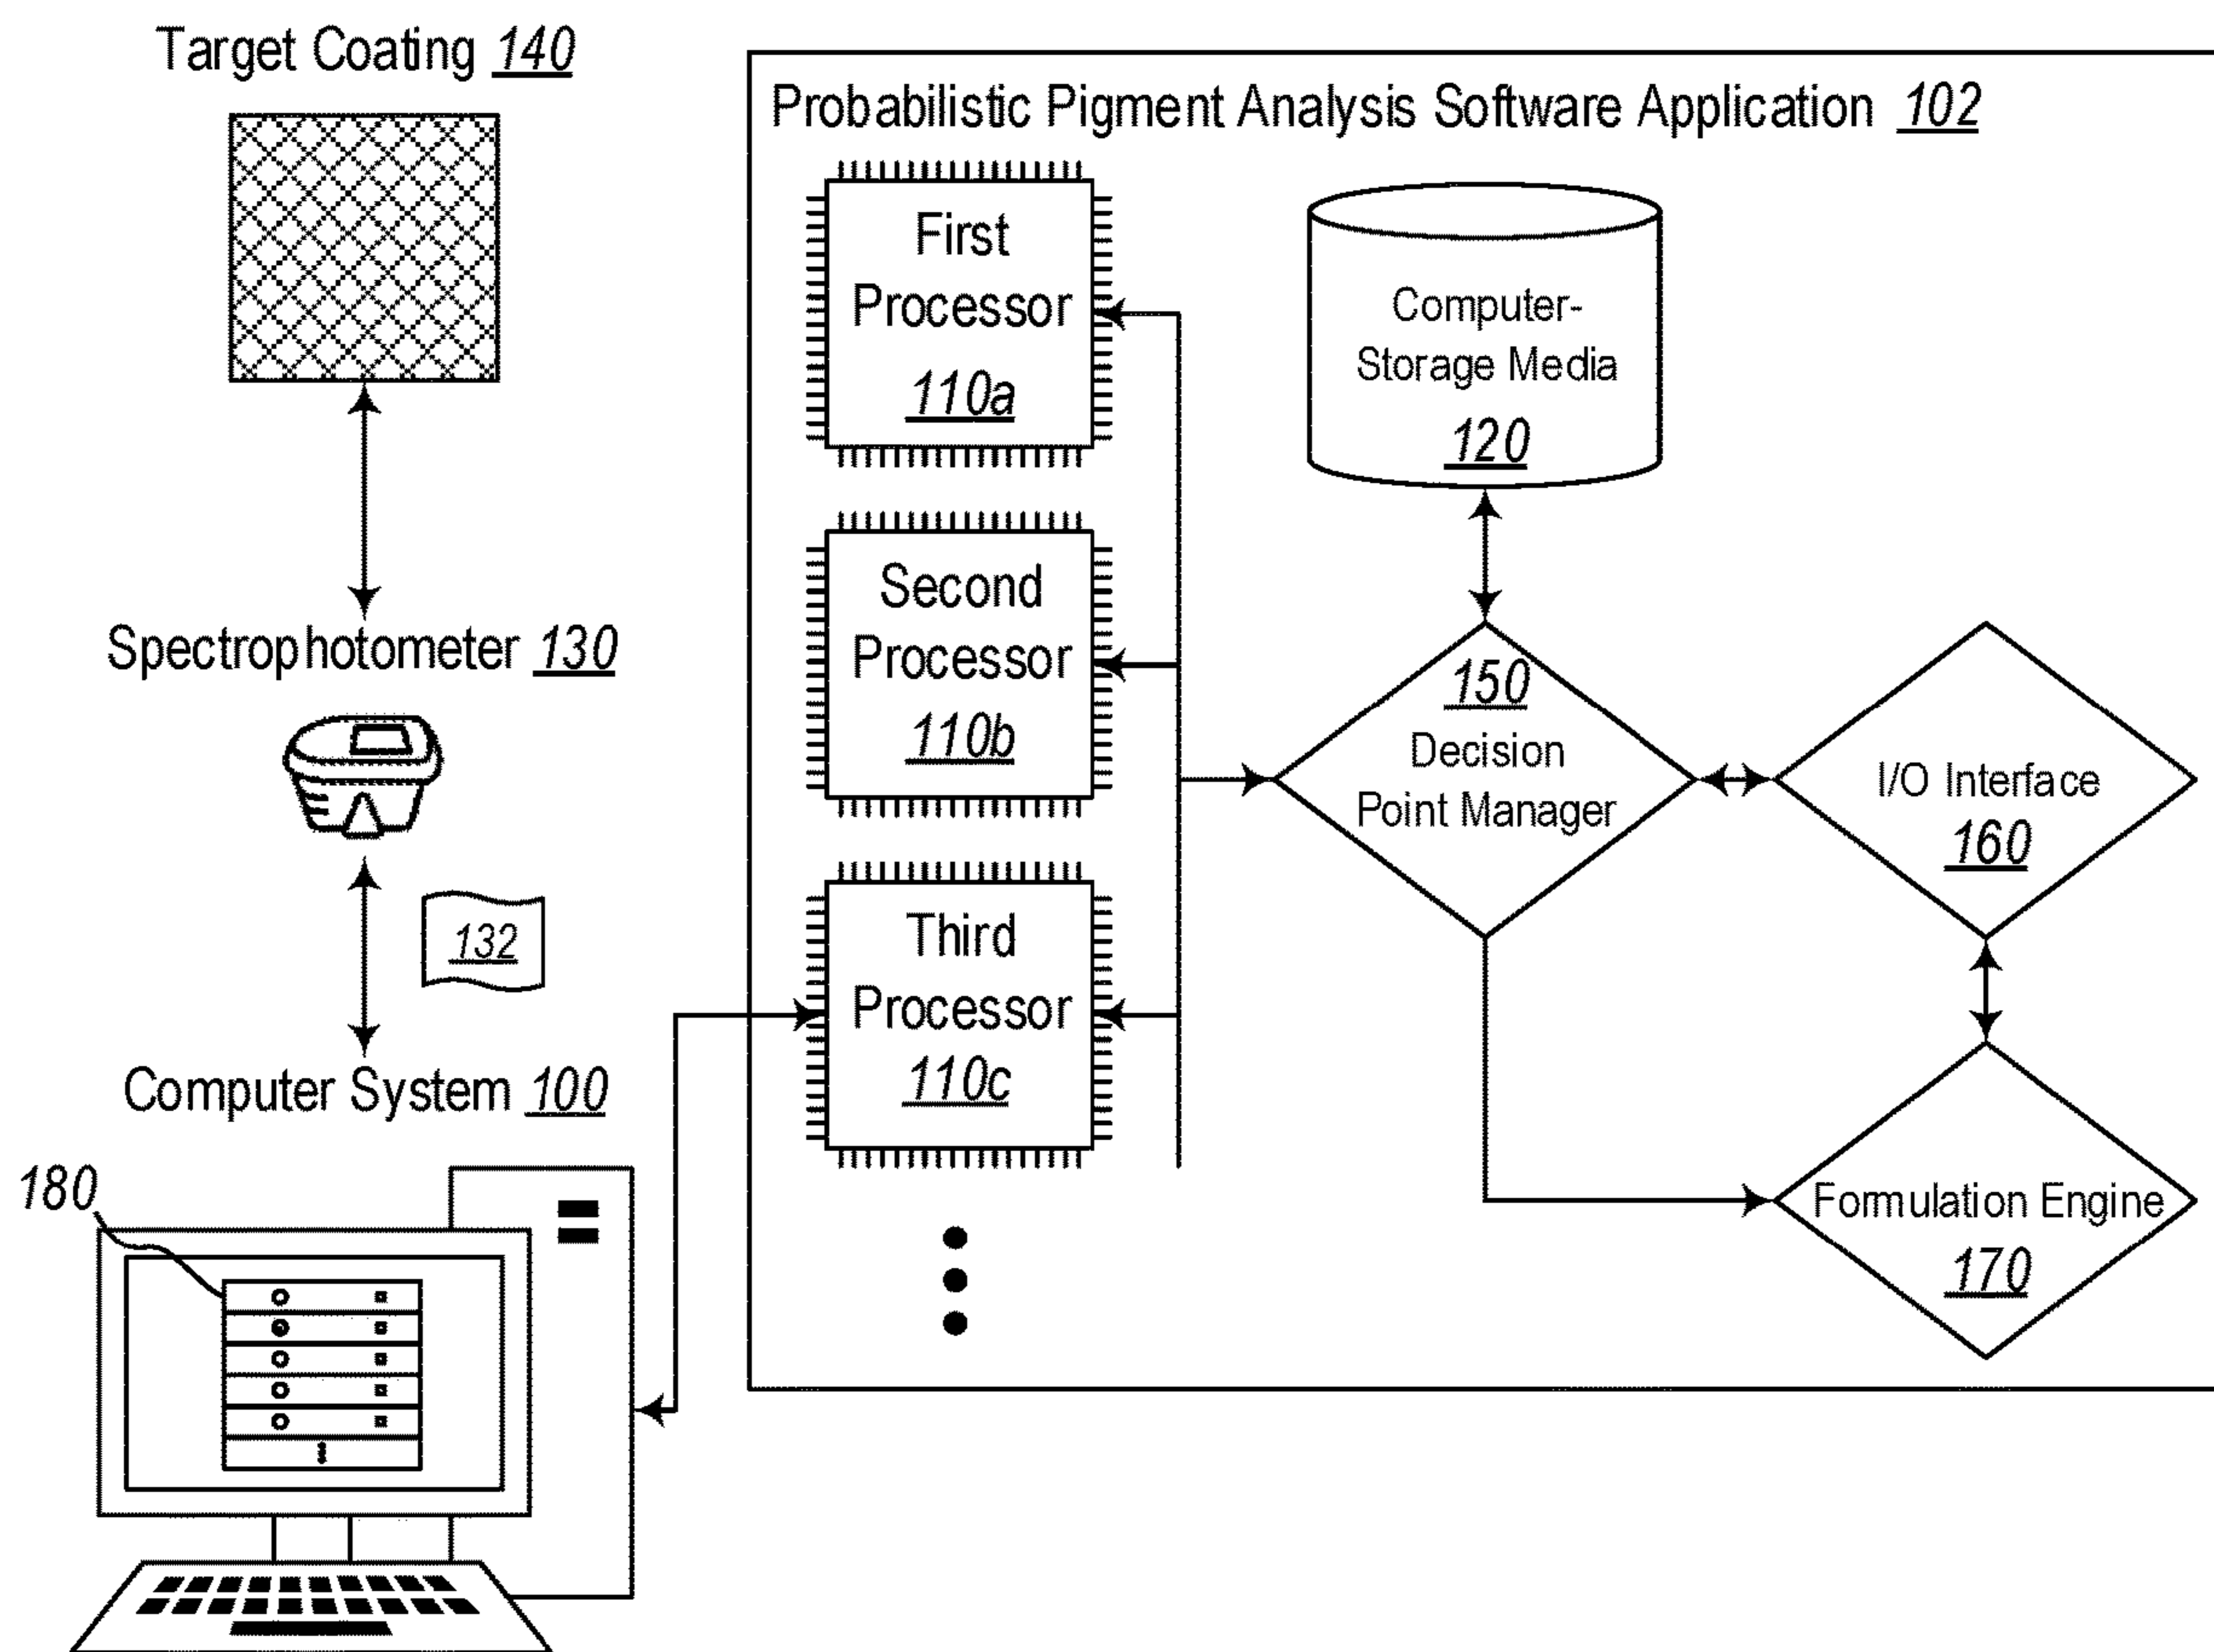 Target Coating 140
Spectrophotometer 130
132
Computer System 100
180
Probabilistic Pigment Analysis Software Application 102
First
Processor
110a
Second
Processor
110b
Third
Processor
110c
Computer-
Storage Media
120
150
Decision
Point Manager
I/O Interface
160
Formulation Engine
170